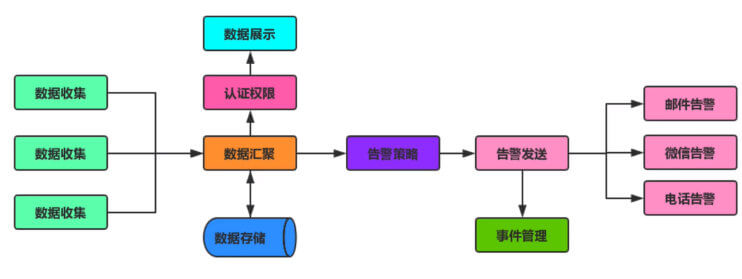 数据展示
数据收集
认证权限
邮件告警
数据收集
数据汇聚
告警策略
告警发送
微信告警
数据收集
电话告警
数据存储
事件管理